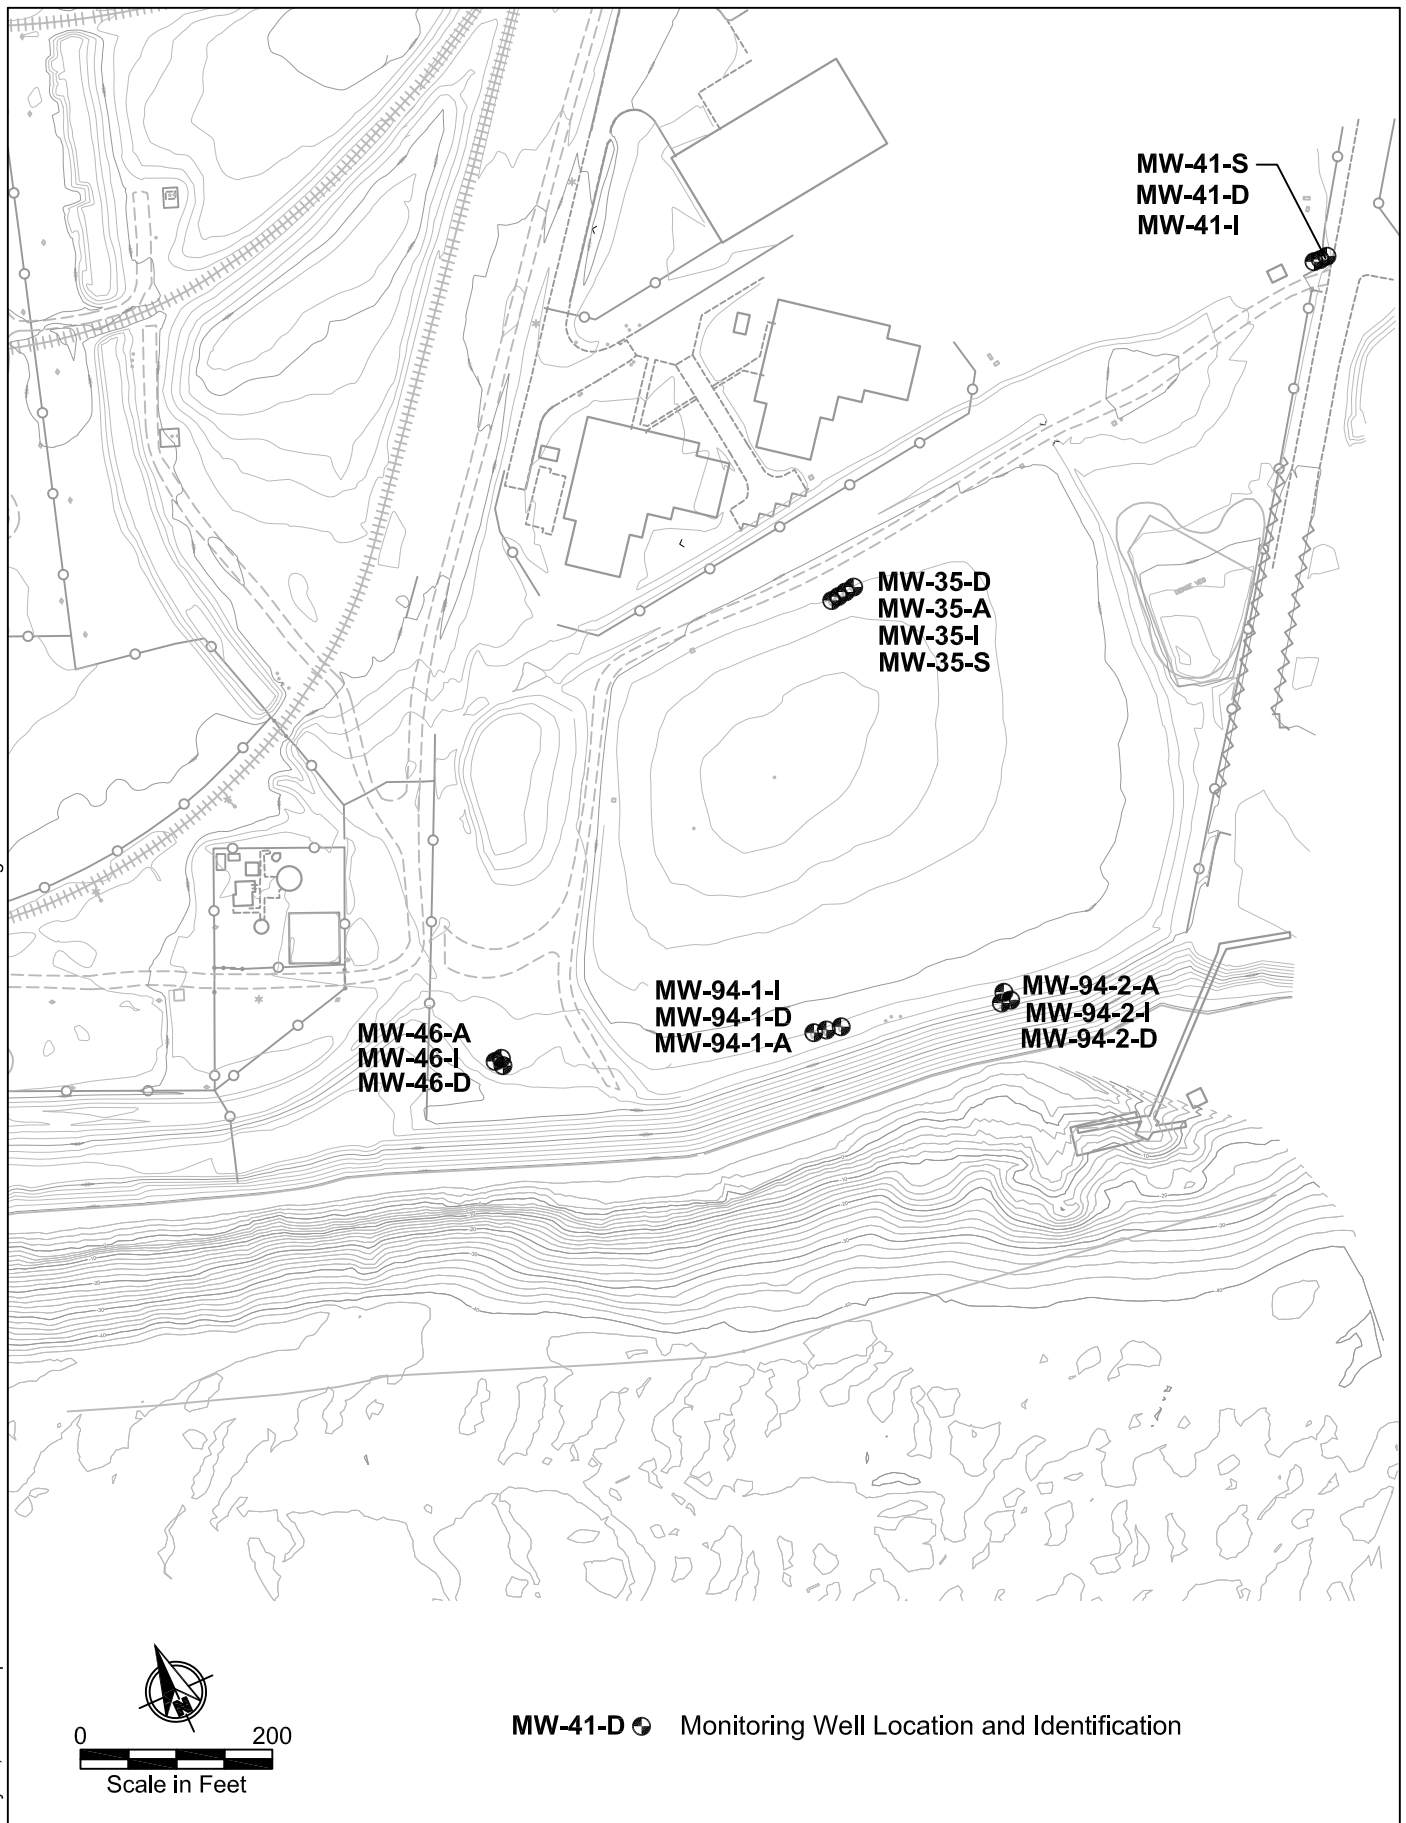 MW-41-S
MW-41-D
MW-41-I
MW-35-D
MW-35-A
MW-35-I
MW-35-S
MW-94-1-I
MW-94-1-D
MW-94-1-A
MW-94-2-A
MW-94-2-I
MW-94-2-D
MW-46-A
MW-46-I
MW-46-D
N
0 200
Scale in Feet
MW-41-D Monitoring Well Location and Identification